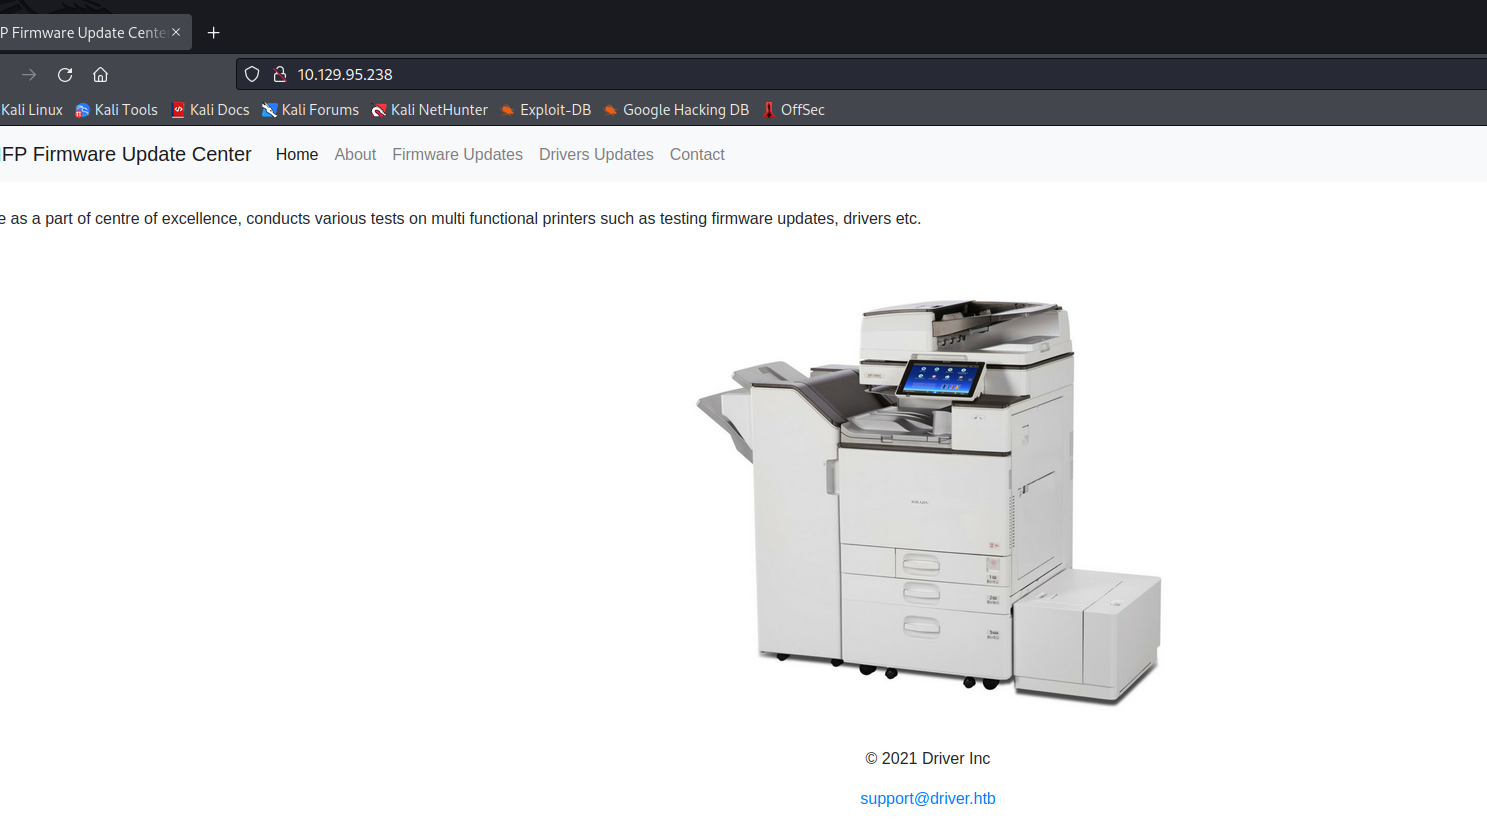 P Firmware Update Cente
10.129.95.238
Kali Linux Kali Tools Kali Docs Kali Forums Kali NetHunter Exploit-DB Google Hacking DB OffSec
FP Firmware Update Center Home About Firmware Updates Drivers Updates Contact
e as a part of centre of excellence, conducts various tests on multi functional printers such as testing firmware updates, drivers etc.
© 2021 Driver Inc
support@driver.htb